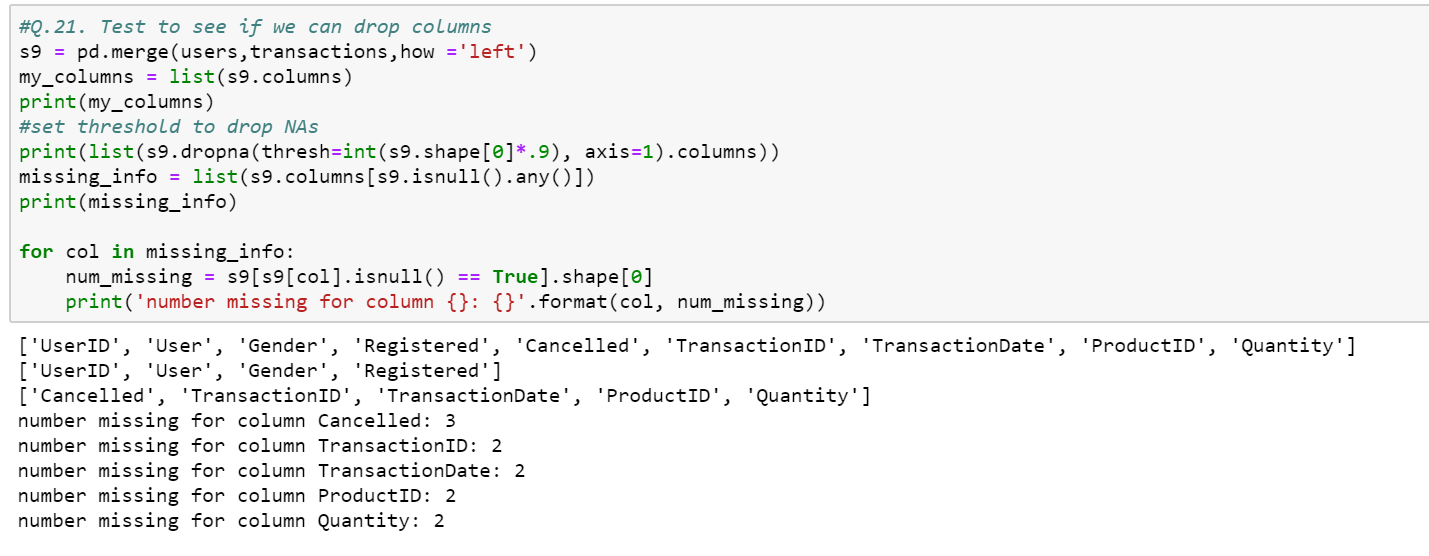 #Q.21. Test to see if we can drop columns
s9 = pd.merge(users,transactions,how ='left')
my_columns = list(s9.columns)
print(my_columns)
#set threshold to drop NAs
print(list(s9.dropna(thresh=int(s9.shape[0]*.9), axis=1).columns))
missing_info = list(s9.columns[s9.isnull().any()])
print(missing_info)
for col in missing_info:
    num_missing = s9[s9[col].isnull() == True].shape[0]
    print('number missing for column {}: {}'.format(col, num_missing))
['UserID', 'User', 'Gender', 'Registered', 'Cancelled', 'TransactionID', 'TransactionDate', 'ProductID', 'Quantity']
['UserID', 'User', 'Gender', 'Registered']
['Cancelled', 'TransactionID', 'TransactionDate', 'ProductID', 'Quantity']
number missing for column Cancelled: 3
number missing for column TransactionID: 2
number missing for column TransactionDate: 2
number missing for column ProductID: 2
number missing for column Quantity: 2